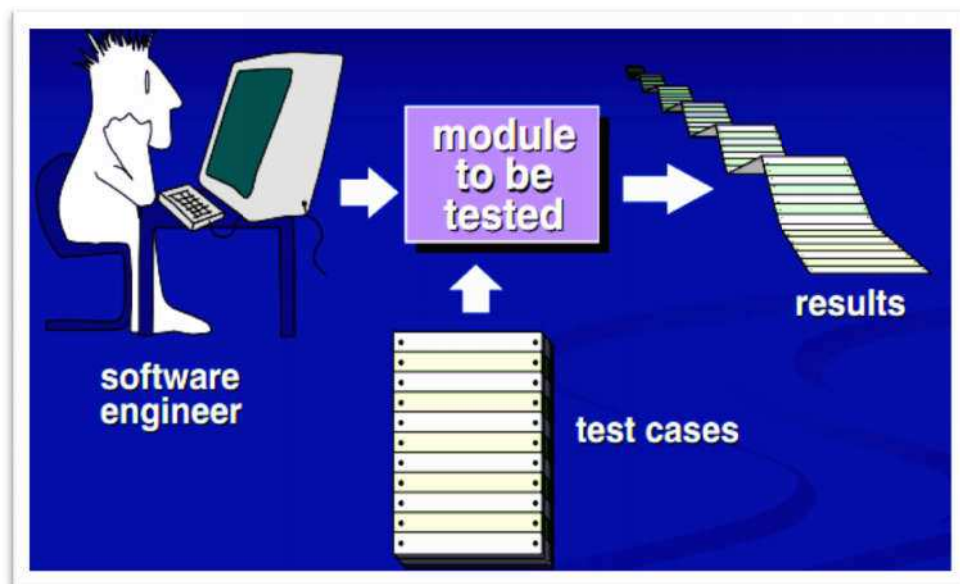 module
to be
tested
results
software
engineer
test cases